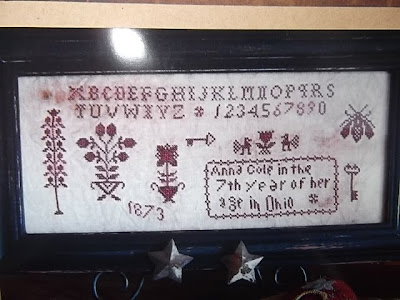 ABCDEFGHIJKLMNOPQRS
TUVWXYZ 1234567890
1873
Anna Cole in the
7th year of her
age in Ohio